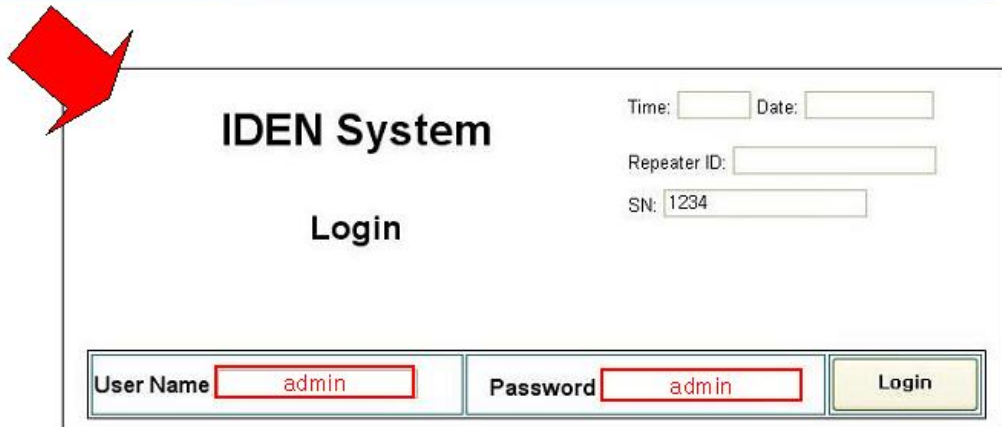 IDEN System
Login
Time: Date:
Repeater ID:
SN: 1234
User Name admin Password admin Login